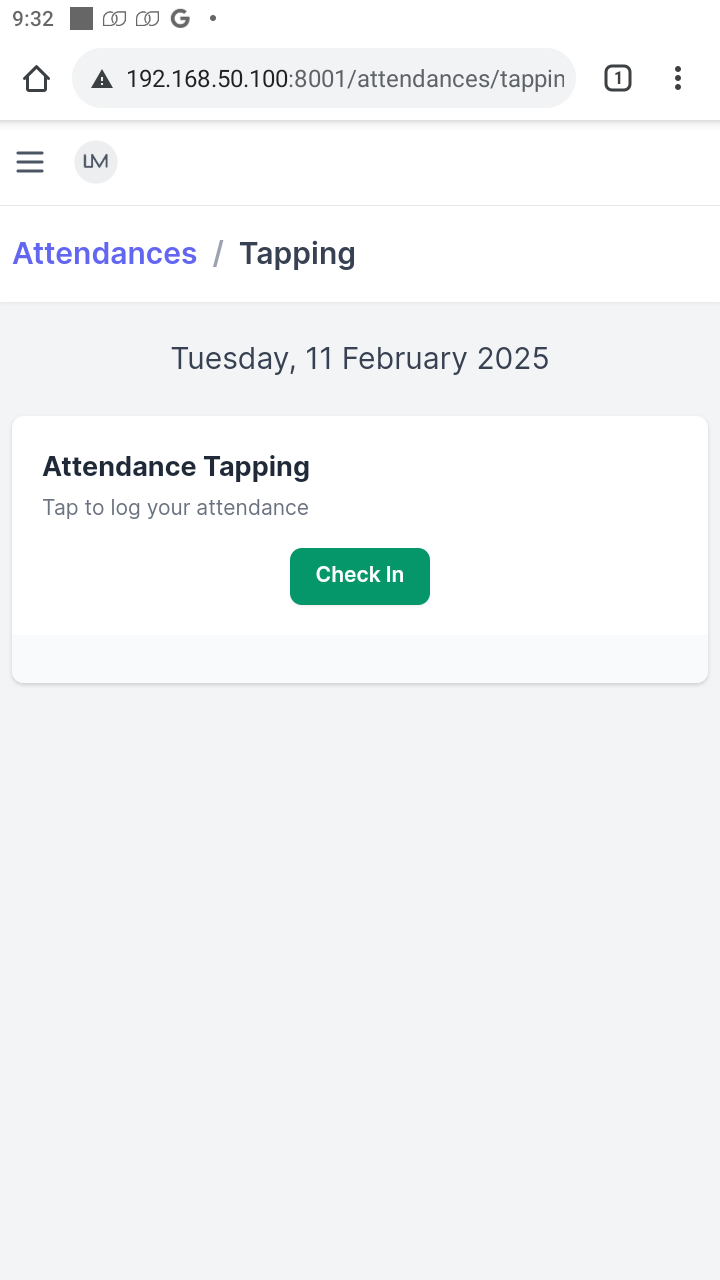 9:32
192.168.50.100:8001/attendances/tappin
1
LM
Attendances / Tapping
Tuesday, 11 February 2025
Attendance Tapping
Tap to log your attendance
Check In